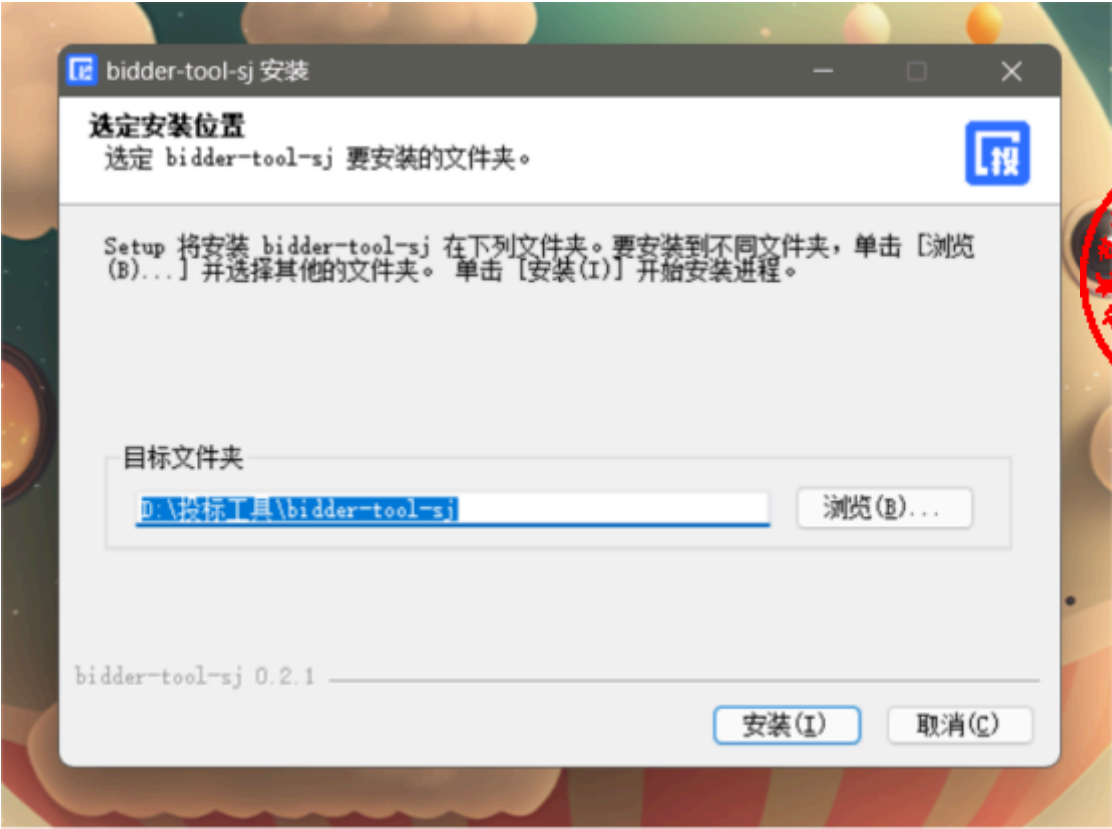 bidder-tool-sj 安装
选定安装位置
选定 bidder-tool-sj 要安装的文件夹。
投
Setup 将安装 bidder-tool-sj 在下列文件夹。要安装到不同文件夹，单击 [浏览
(B)...] 并选择其他的文件夹。 单击 [安装(I)] 开始安装进程。
目标文件夹
D:\投标工具\bidder-tool-sj
浏览(B)...
bidder-tool-sj 0.2.1
安装(I)
取消(C)